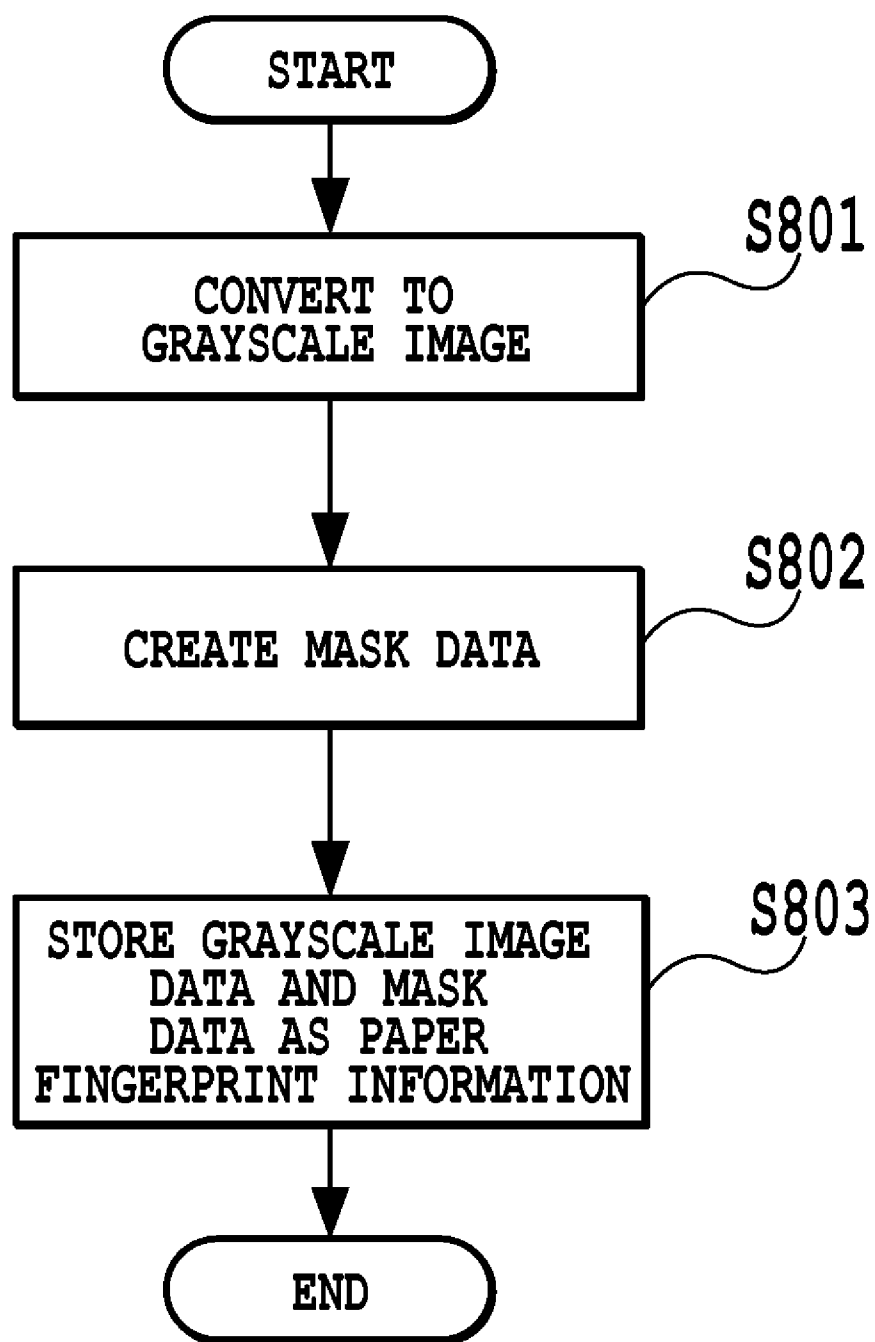 START
S801
CONVERT TO
GRAYSCALE IMAGE
S802
CREATE MASK DATA
S803
STORE GRAYSCALE IMAGE
DATA AND MASK
DATA AS PAPER
FINGERPRINT INFORMATION
END